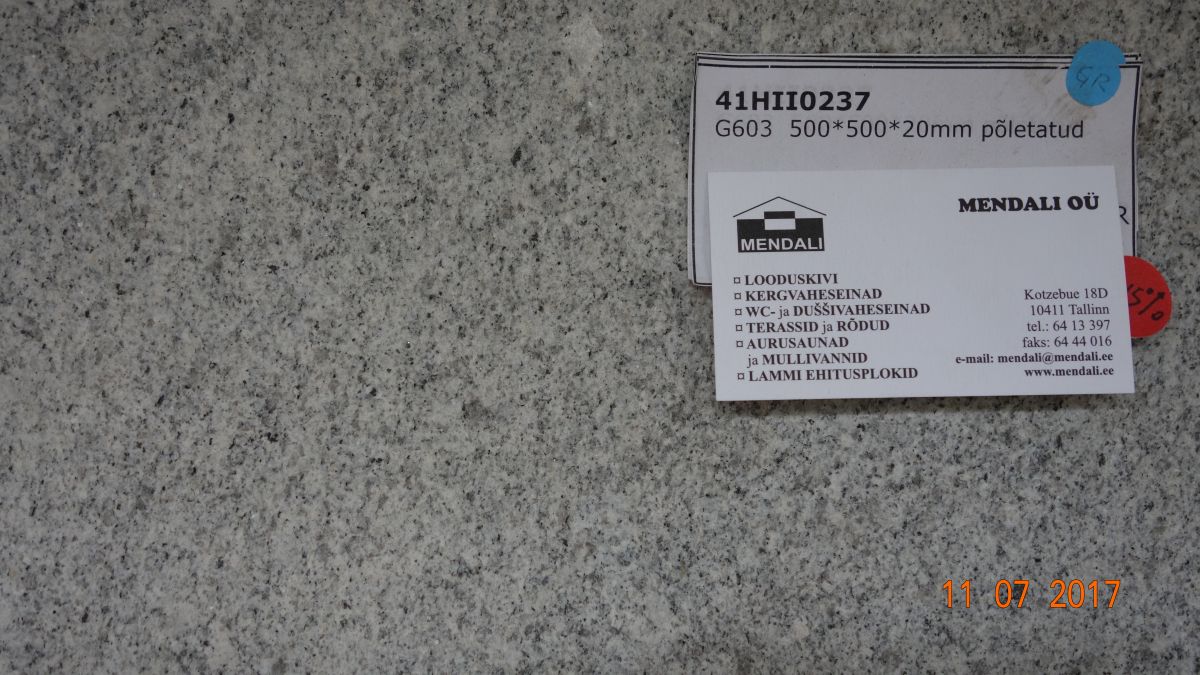 GR
41HII0237
G603 500*500*20mm põletatud
R
MENDALI
MENDALI OÜ
¤ LOODUSKIVI
¤ KERGVAHESEINAD
¤ WC- ja DUŠŠIVAHESEINAD
¤ TERASSID ja RÕDUD
¤ AURUSAUNAD
ja MULLIVANNID
¤ LAMMI EHITUSPLOKID
Kotzebue 18D
10411 Tallinn
tel.: 64 13 397
faks: 64 44 016
e-mail: mendali@mendali.ee
www.mendali.ee
11 07 2017